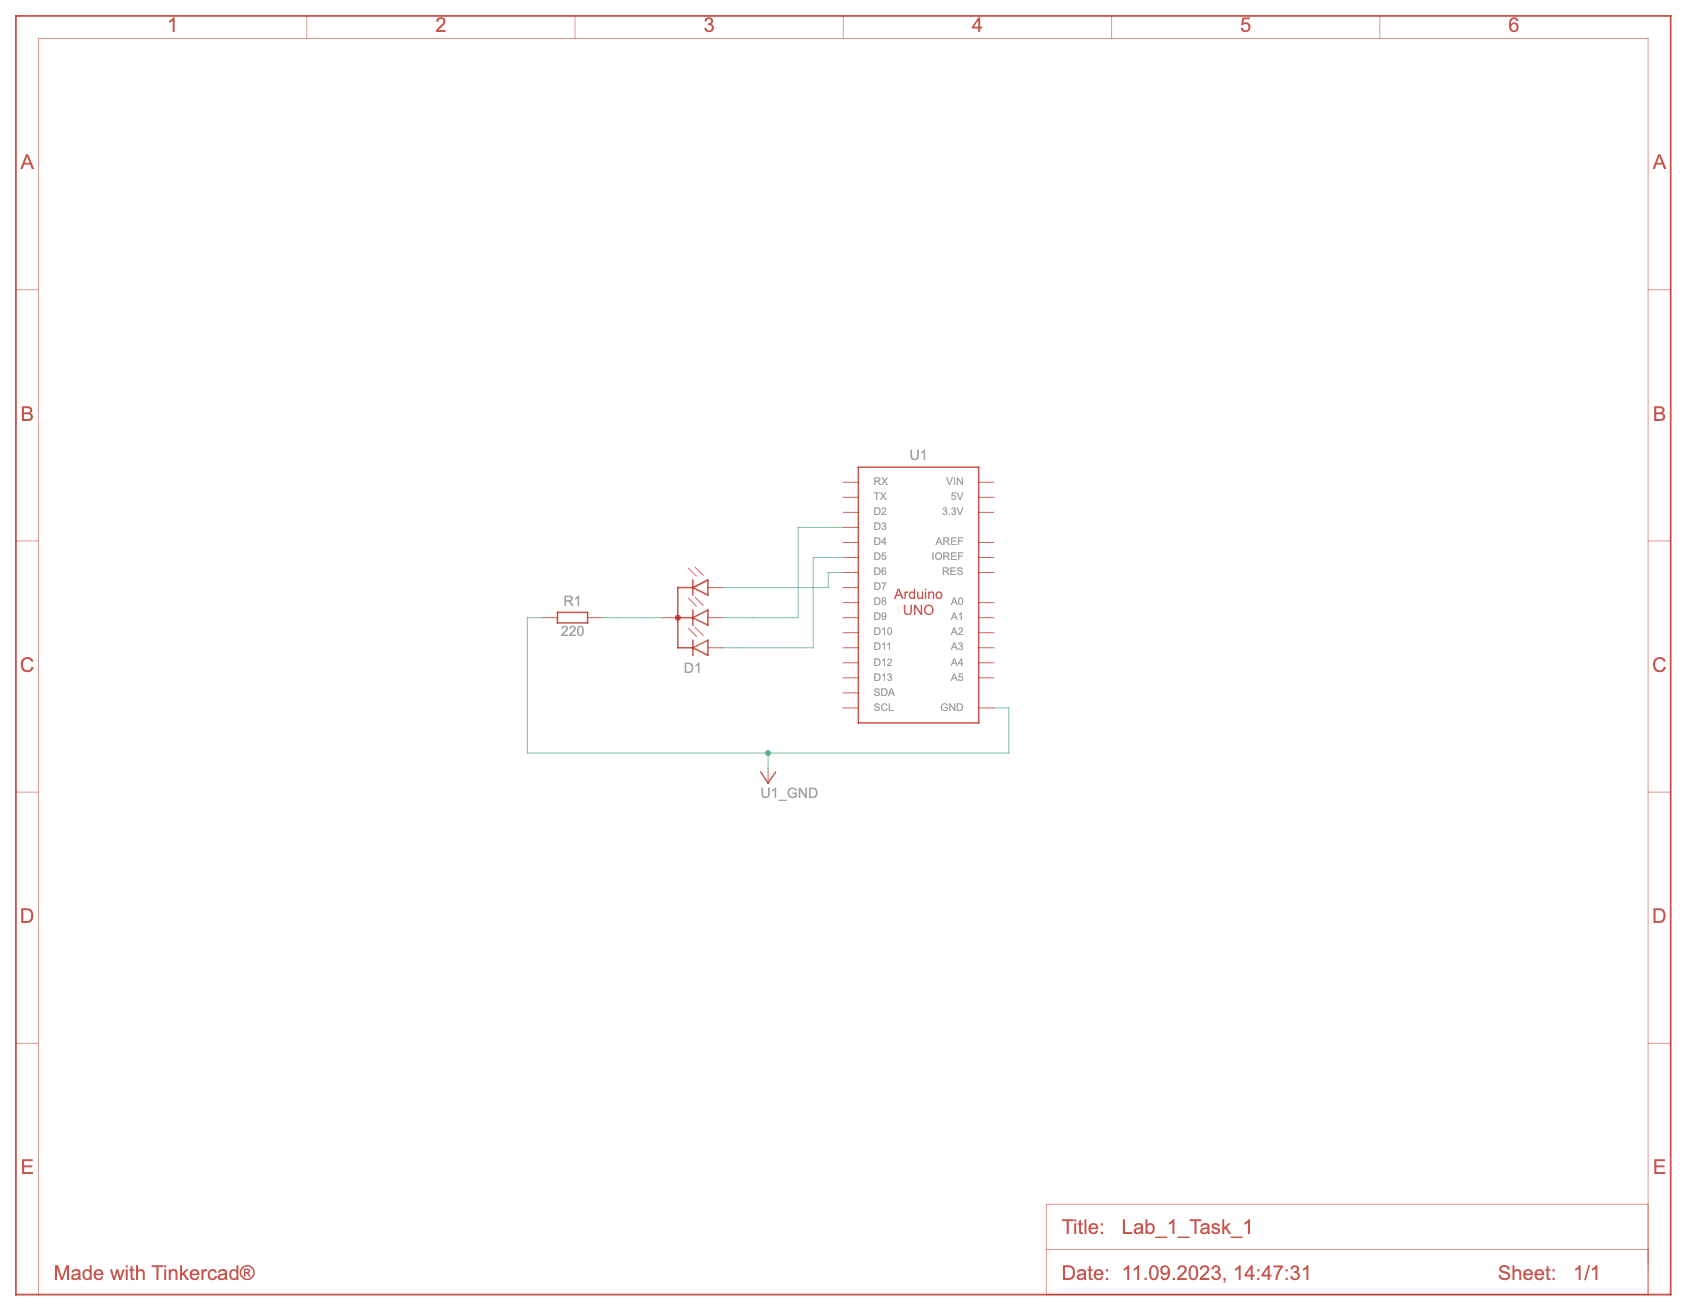 1 2 3 4 5 6
A A
B B
U1
RX VIN
TX 5V
D2 3.3V
D3
D4 AREF
D5 IOREF
D6 RES
D7
Arduino
D8 A0
UNO
D9 A1
D10 A2
D11 A3
D12 A4
D13 A5
SDA
SCL GND
R1
220
D1
C C
U1_GND
D D
E E
Title: Lab_1_Task_1
Made with Tinkercad®
Date: 11.09.2023, 14:47:31 Sheet: 1/1